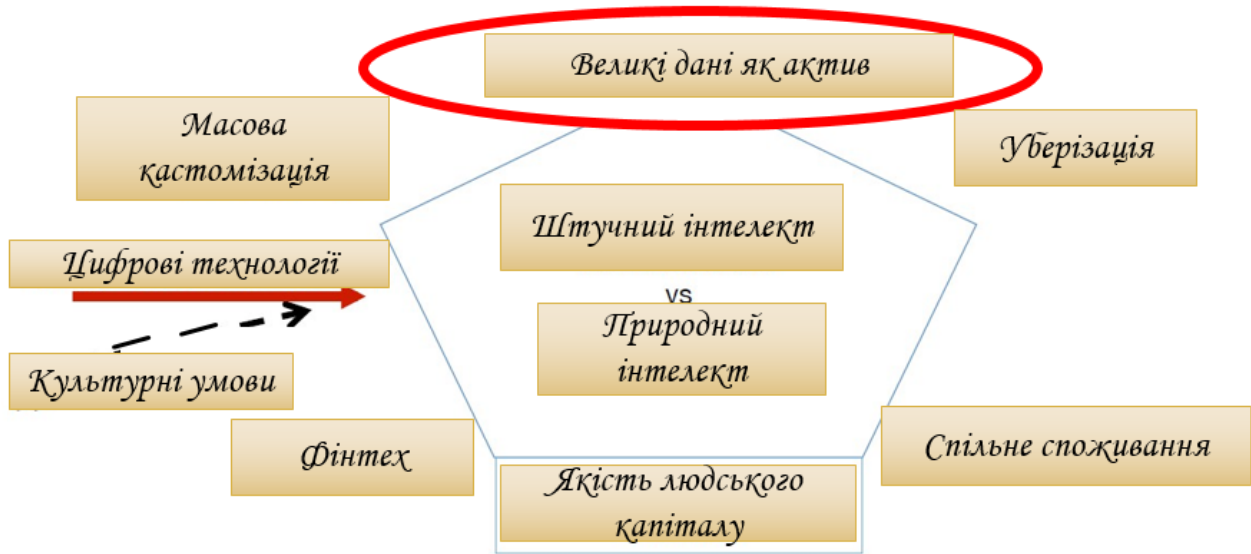 Великі дані як актив
Масова
кастомізація
Уберізація
Штучний інтелект
Цифрові технології
vs
Природний
інтелект
Культурні умови
Фінтех
Спільне споживання
Якість людського
капіталу